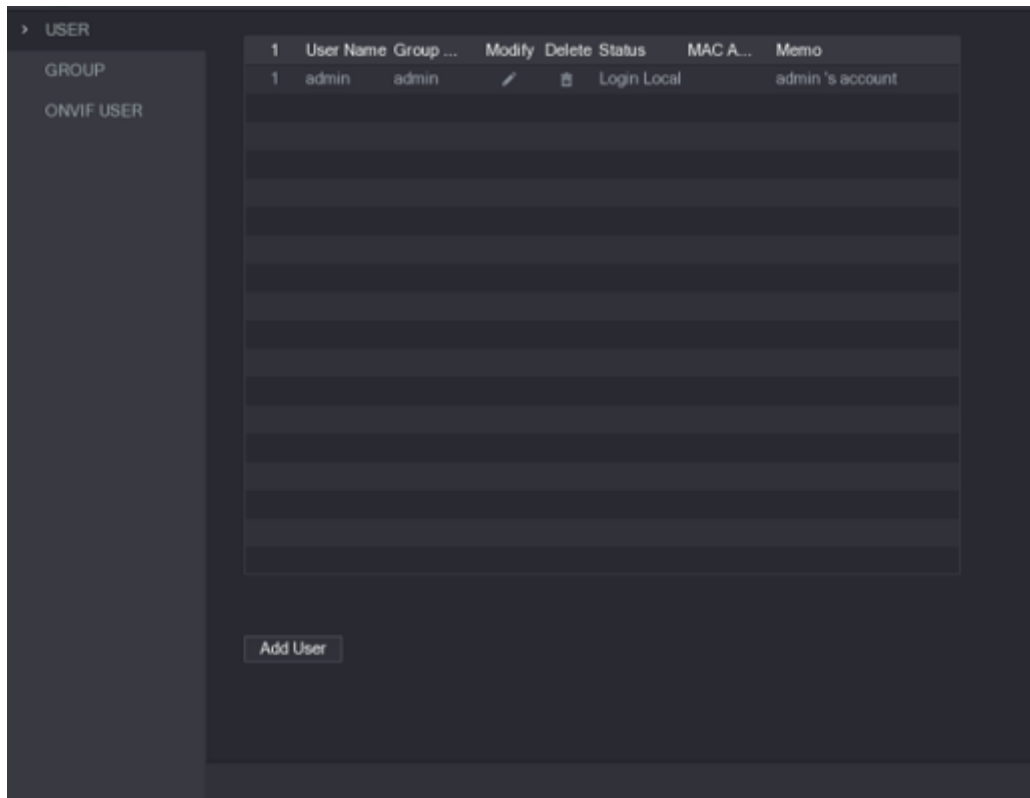 USER
GROUP
ONVIF USER
1 User Name Group ... Modify Delete Status MAC A... Memo
1 admin admin Login Local admin 's account
Add User